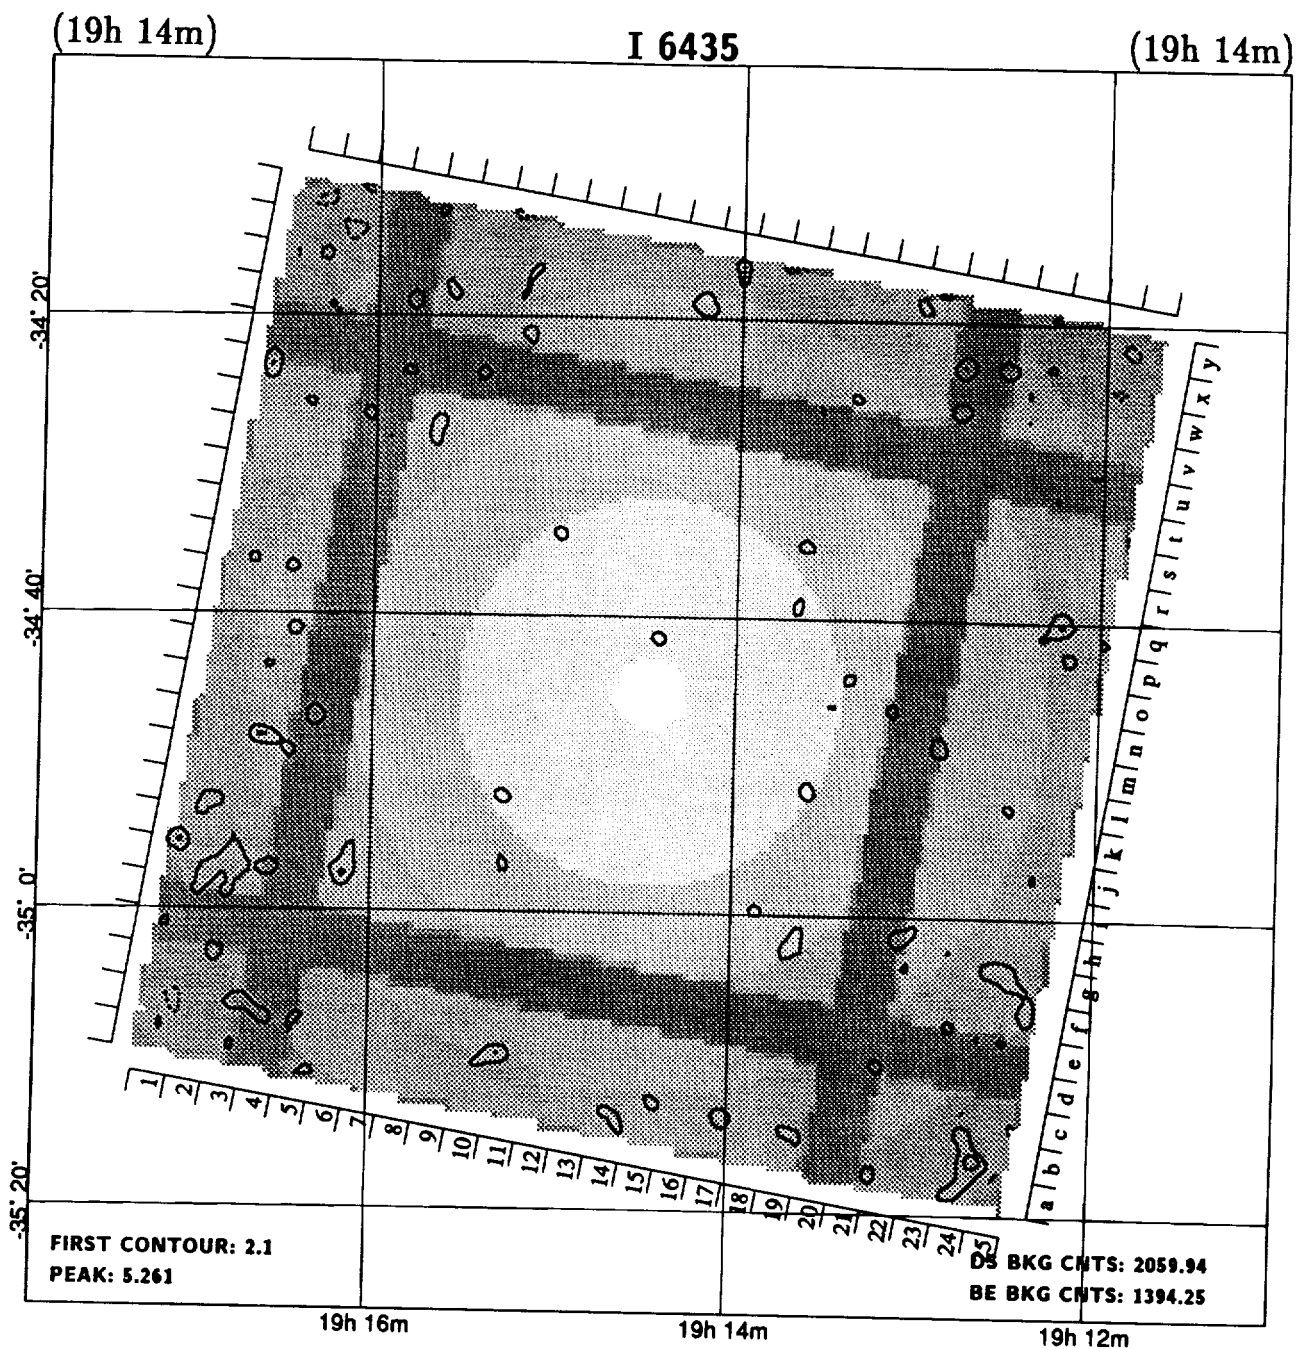 (19h 14m) I 6435 (19h 14m)
-34° 20'
-34° 40'
-35° 0'
-35° 20'
y
x
w
v
u
t
s
r
q
p
o
n
m
l
k
j
i
h
g
f
e
d
c
b
a
1 2 3 4 5 6 7 8 9 10 11 12 13 14 15 16 17 18 19 20 21 22 23 24 25
FIRST CONTOUR: 2.1
PEAK: 5.261
DS BKG CNTS: 2059.94
BE BKG CNTS: 1394.25
19h 16m 19h 14m 19h 12m